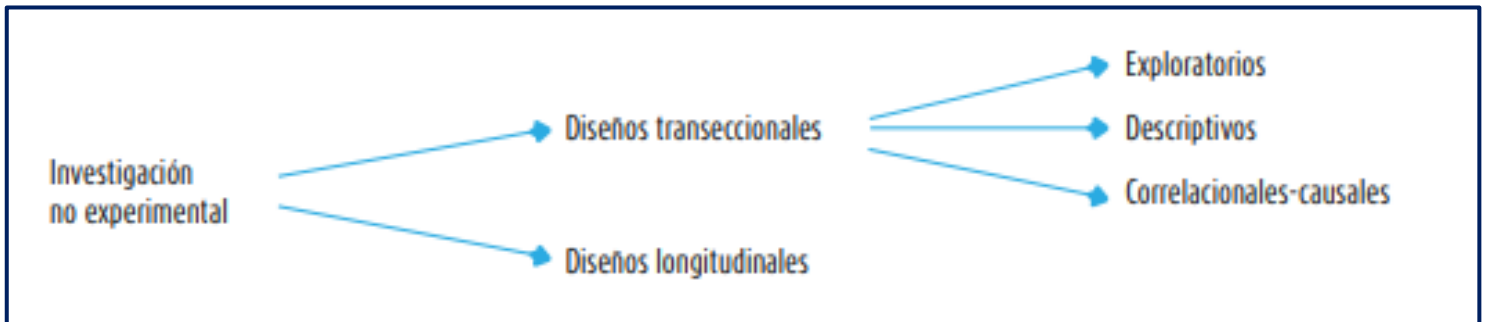 Investigación
no experimental
Diseños transeccionales
Diseños longitudinales
Exploratorios
Descriptivos
Correlacionales-causales